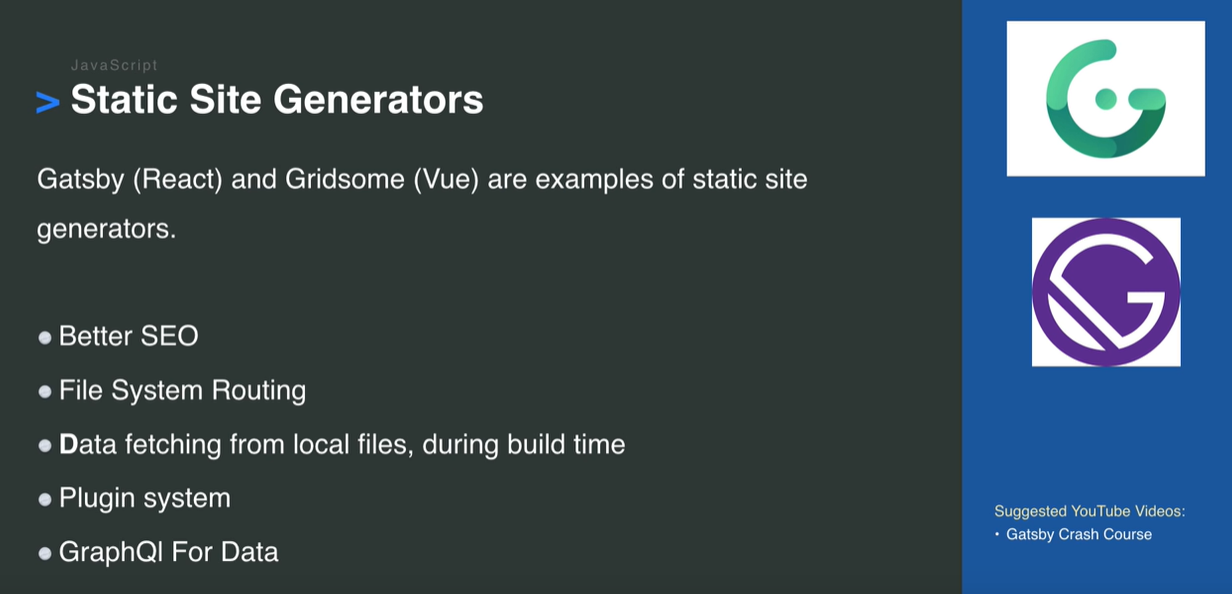 JavaScript
> Static Site Generators
Gatsby (React) and Gridsome (Vue) are examples of static site
generators.
● Better SEO
● File System Routing
● Data fetching from local files, during build time
● Plugin system
● GraphQl For Data
Suggested YouTube Videos:
• Gatsby Crash Course